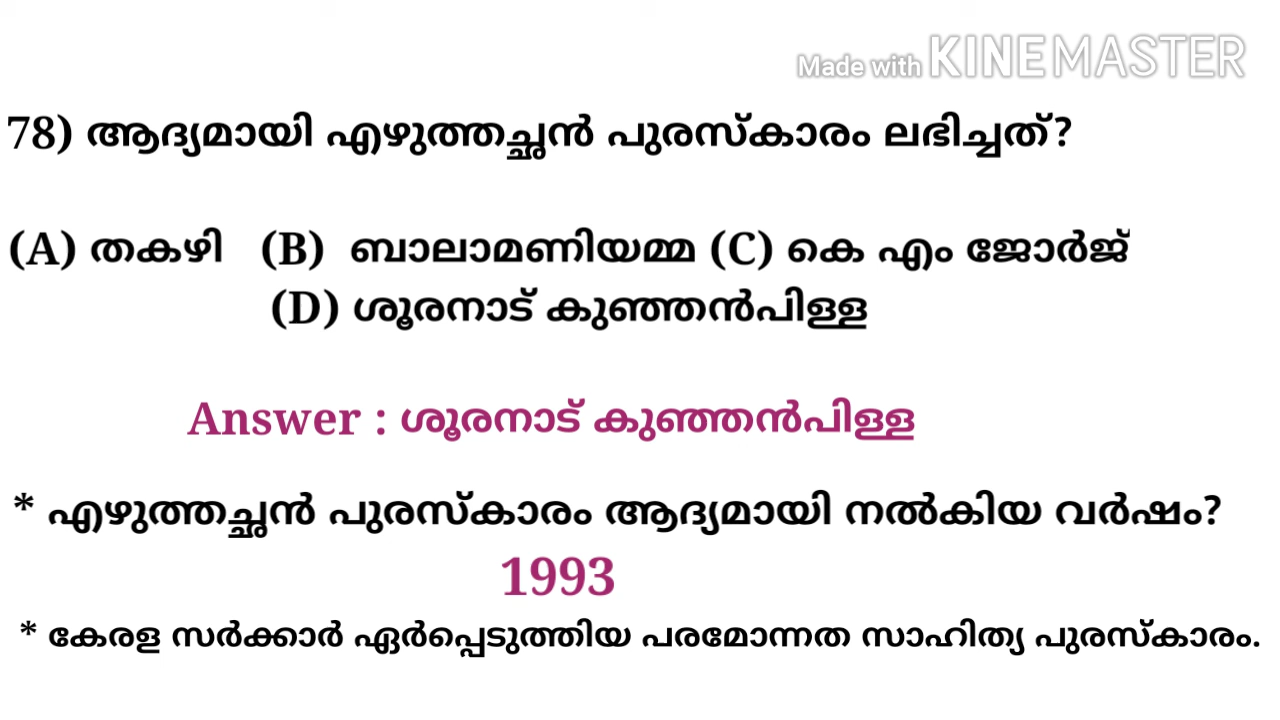 Made with KINEMASTER
78) ആദ്യമായി എഴുത്തച്ഛൻ പുരസ്കാരം ലഭിച്ചത്?
(A) തകഴി (B) ബാലാമണിയമ്മ (C) കെ എം ജോർജ്
(D) ശൂരനാട് കുഞ്ഞൻപിള്ള
Answer : ശൂരനാട് കുഞ്ഞൻപിള്ള
* എഴുത്തച്ഛൻ പുരസ്കാരം ആദ്യമായി നൽകിയ വർഷം?
1993
* കേരള സർക്കാർ ഏർപ്പെടുത്തിയ പരമോന്നത സാഹിത്യ പുരസ്കാരം.